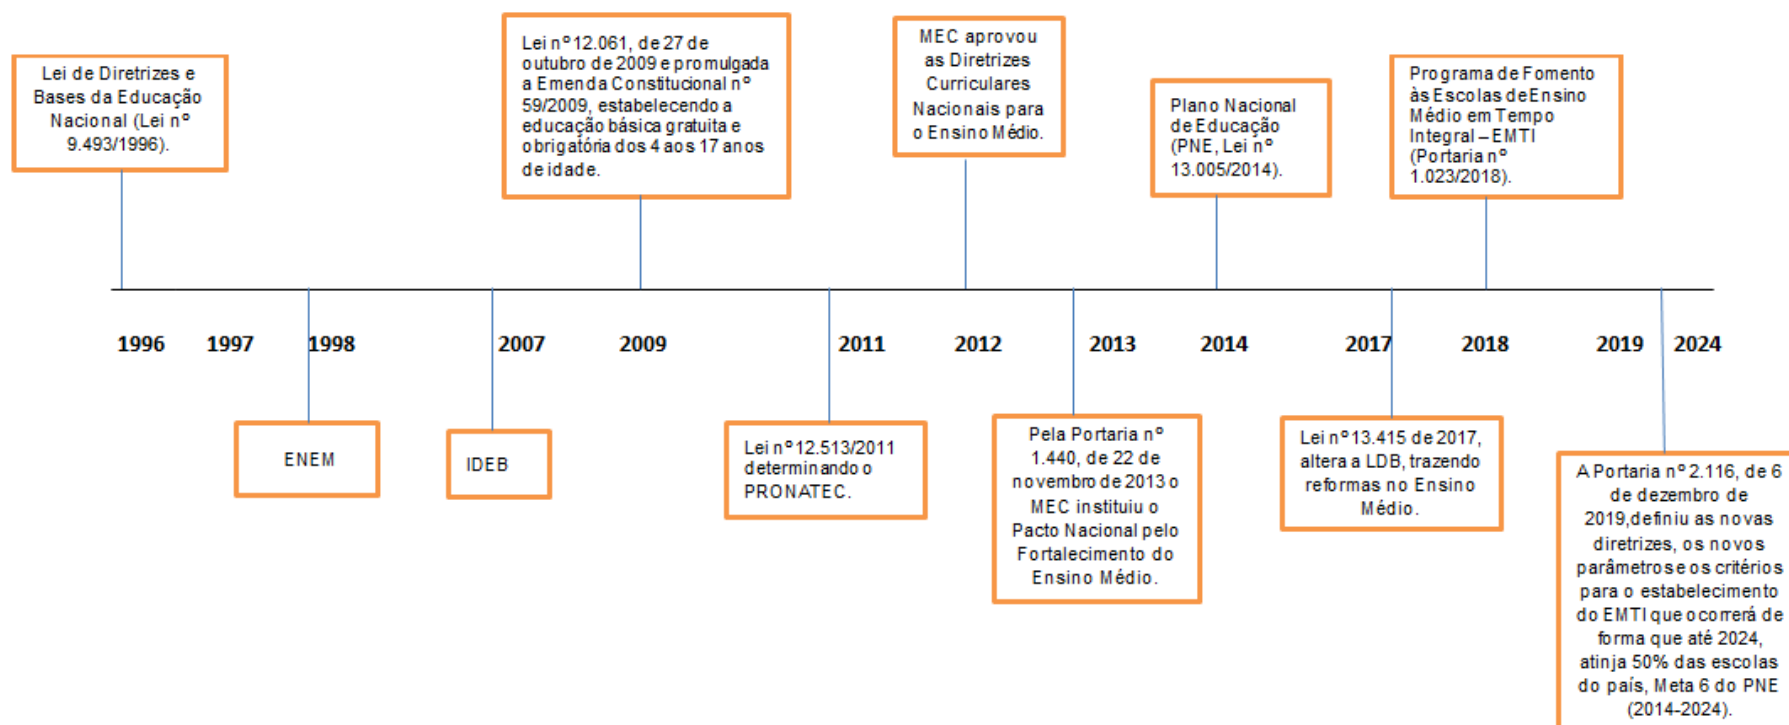 Lei de Diretrizes e
Bases da Educação
Nacional (Lei nº
9.493/1996).
Lei nº 12.061, de 27 de
outubro de 2009 e promulgada
a Emenda Constitucional nº
59/2009, estabelecendo a
educação básica gratuita e
obrigatória dos 4 aos 17 anos
de idade.
MEC aprovou
as Diretrizes
Curriculares
Nacionais para
o Ensino Médio.
Plano Nacional
de Educação
(PNE, Lei nº
13.005/2014).
Programa de Fomento
às Escolas de Ensino
Médio em Tempo
Integral – EMTI
(Portaria nº
1.023/2018).
1996 1997 1998 2007 2009 2011 2012 2013 2014 2017 2018 2019 2024
ENEM
IDEB
Lei nº 12.513/2011
determinando o
PRONATEC.
Pela Portaria nº
1.440, de 22 de
novembro de 2013 o
MEC instituiu o
Pacto Nacional pelo
Fortalecimento do
Ensino Médio.
Lei nº 13.415 de 2017,
altera a LDB, trazendo
reformas no Ensino
Médio.
A Portaria nº 2.116, de 6
de dezembro de
2019,definiu as novas
diretrizes, os novos
parâmetros e os critérios
para o estabelecimento
do EMTI que ocorrerá de
forma que até 2024,
atinja 50% das escolas
do país, Meta 6 do PNE
(2014-2024).